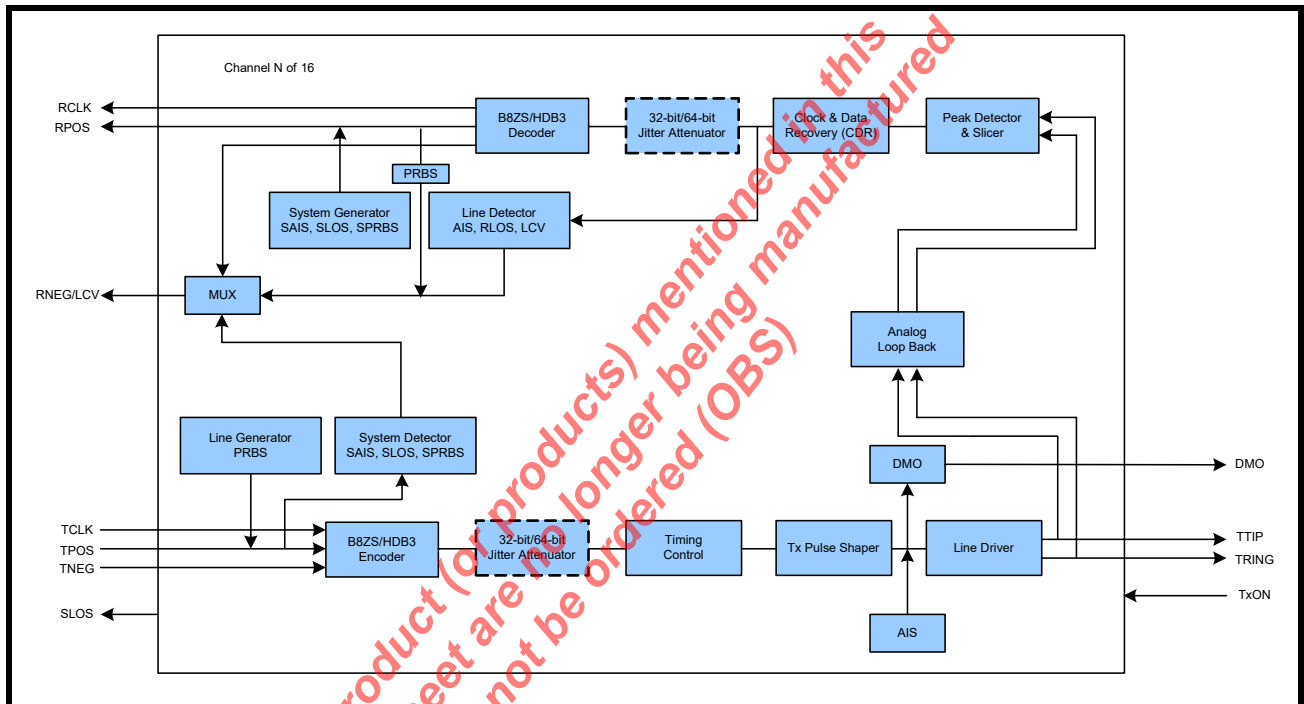 Channel N of 16
RCLK
RPOS
B8ZS/HDB3
Decoder
32-bit/64-bit
Jitter Attenuator
Clock & Data
Recovery (CDR)
Peak Detector
& Slicer
PRBS
System Generator
SAIS, SLOS, SPRBS
Line Detector
AIS, RLOS, LCV
RNEG/LCV
MUX
Analog
Loop Back
Line Generator
PRBS
System Detector
SAIS, SLOS, SPRBS
DMO
DMO
TCLK
TPOS
TNEG
B8ZS/HDB3
Encoder
32-bit/64-bit
Jitter Attenuator
Timing
Control
Tx Pulse Shaper
Line Driver
TTIP
TRING
SLOS
AIS
TxON
product (or products) mentioned in this
sheet are no longer being manufactured
not be ordered (OBS)